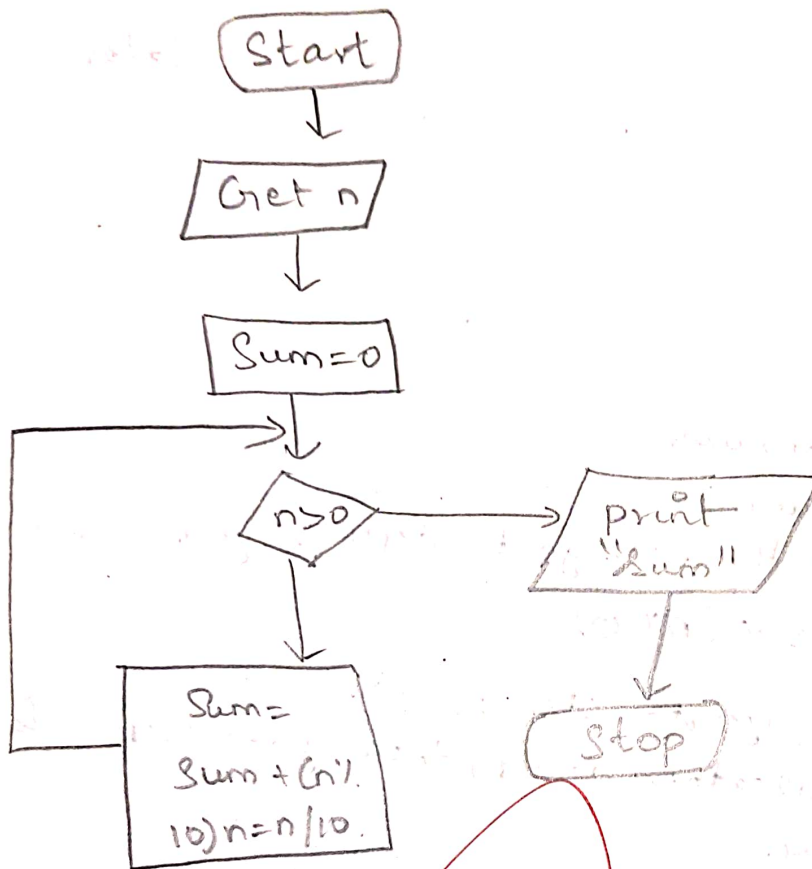 Start
Get n
Sum=0
n>0
print
"Sum"
Sum=
Sum + (n%
10)n=n/10.
Stop